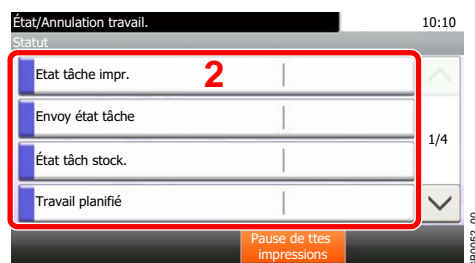 État/Annulation travail.
10:10
Statut
Etat tâche impr.
2
Envoy état tâche
1/4
État tâch stock.
Travail planifié
Pause de ttes
impressions